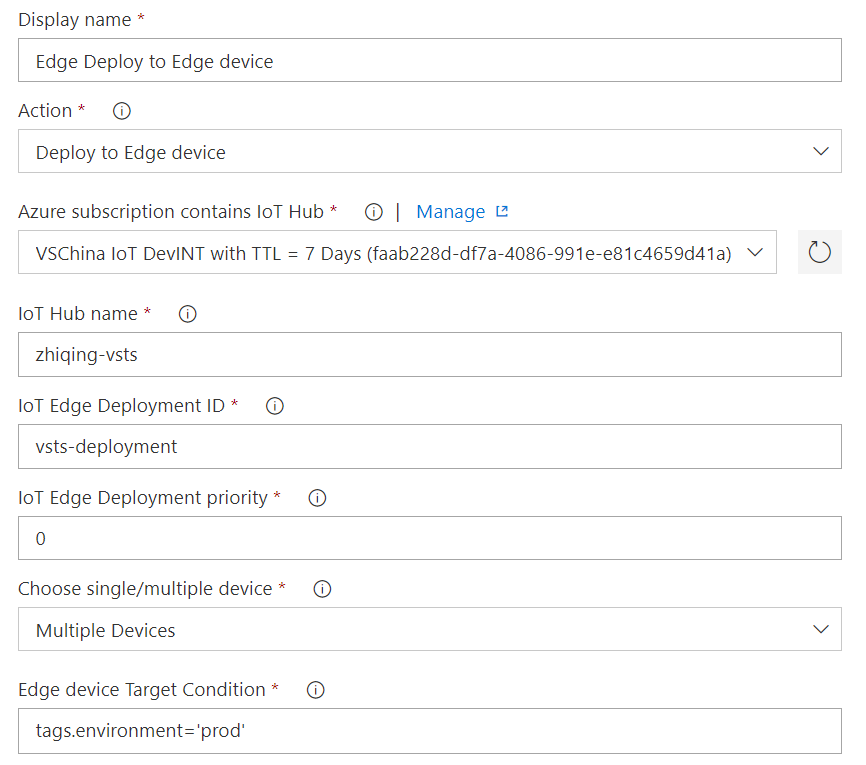 Display name *
Edge Deploy to Edge device
Action *
Deploy to Edge device
Azure subscription contains IoT Hub * | Manage
VSChina IoT DevINT with TTL = 7 Days (faab228d-df7a-4086-991e-e81c4659d41a)
IoT Hub name *
zhiqing-vsts
IoT Edge Deployment ID *
vsts-deployment
IoT Edge Deployment priority *
0
Choose single/multiple device *
Multiple Devices
Edge device Target Condition *
tags.environment='prod'